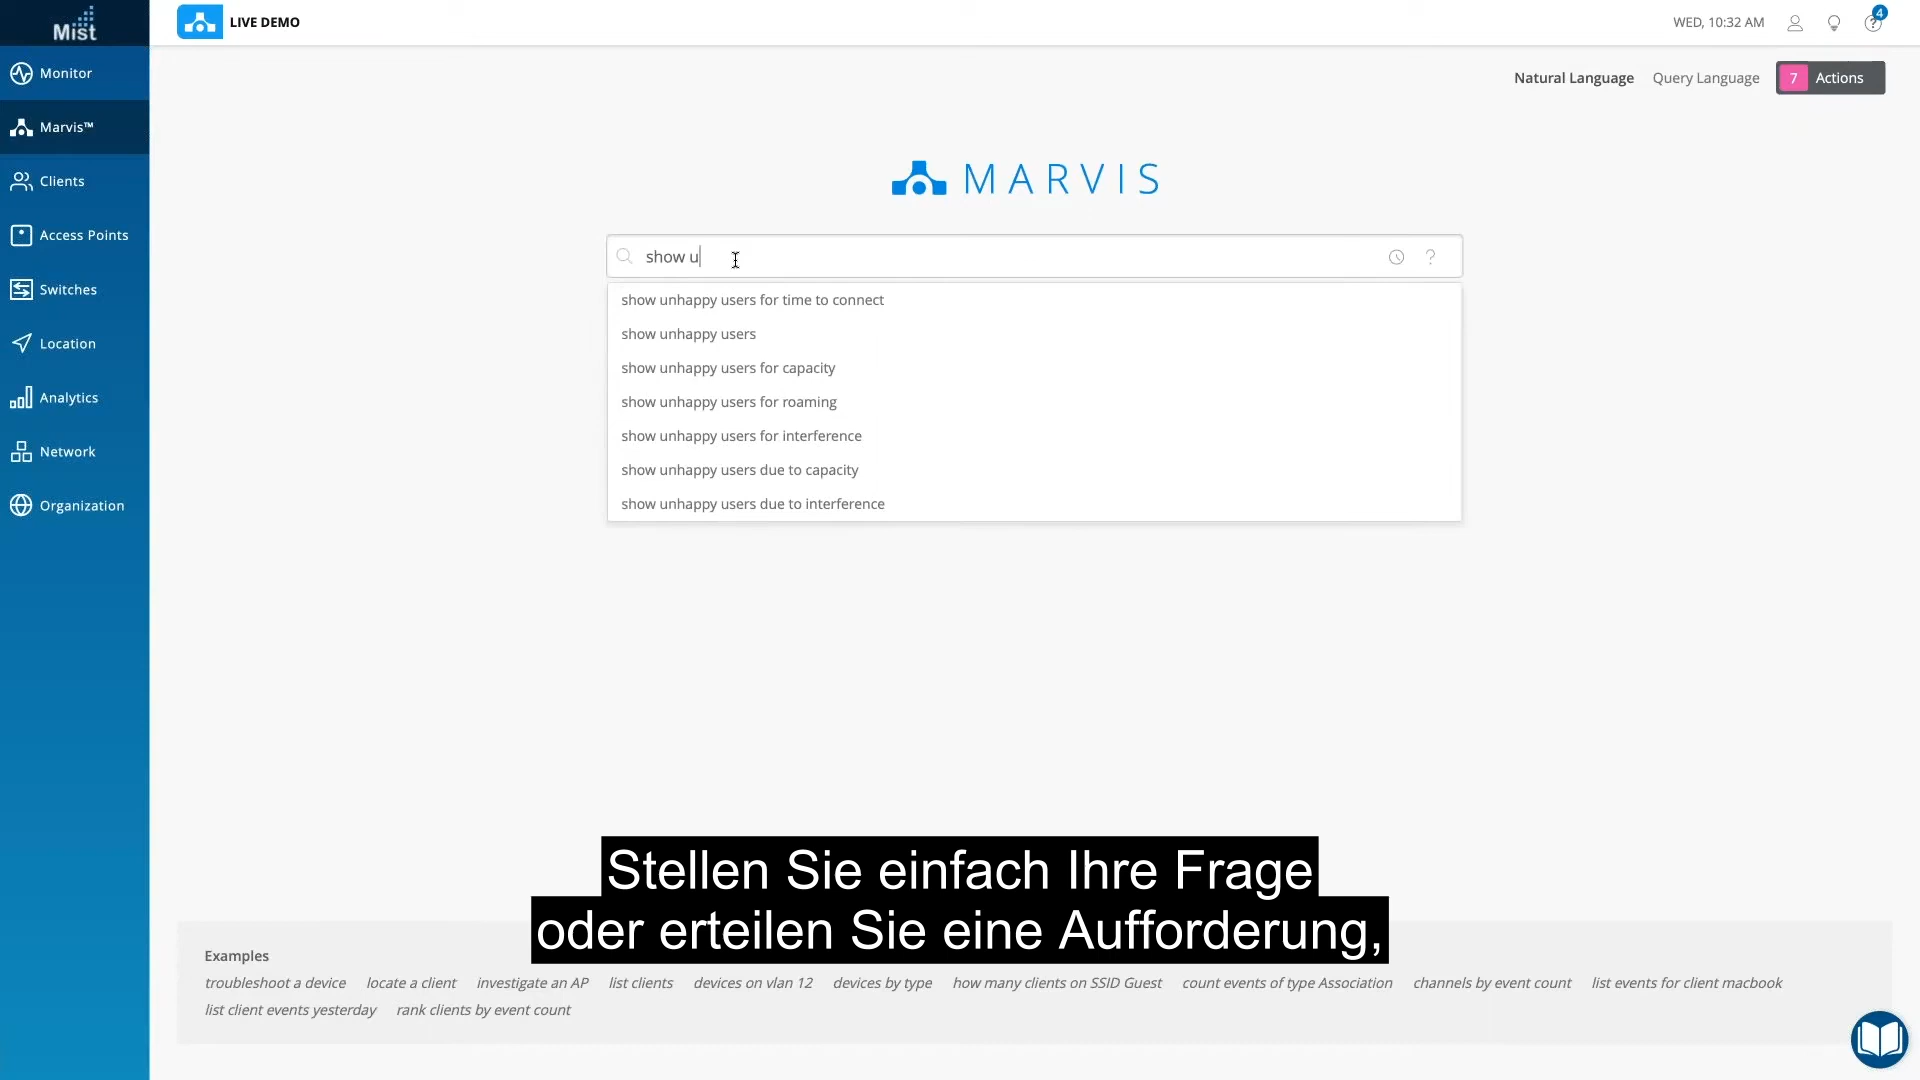 Mist
LIVE DEMO
WED, 10:32 AM
4
Monitor
Marvis™
Clients
Access Points
Switches
Location
Analytics
Network
Organization
Natural Language
Query Language
7 Actions
MARVIS
show u
?
show unhappy users for time to connect
show unhappy users
show unhappy users for capacity
show unhappy users for roaming
show unhappy users for interference
show unhappy users due to capacity
show unhappy users due to interference
Stellen Sie einfach Ihre Frage
oder erteilen Sie eine Aufforderung,
Examples
troubleshoot a device locate a client investigate an AP list clients devices on vlan 12 devices by type how many clients on SSID Guest count events of type Association channels by event count list events for client macbook
list client events yesterday rank clients by event count